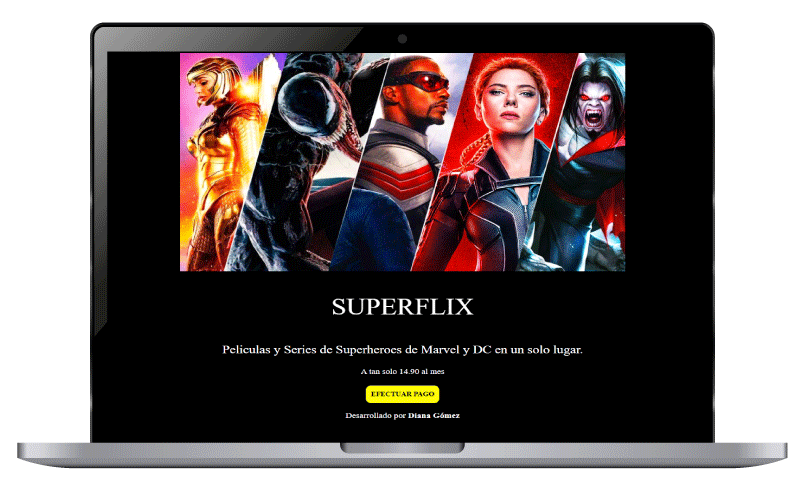 SUPERFLIX
Peliculas y Series de Superheroes de Marvel y DC en un solo lugar.
A tan solo 14.90 al mes
EFECTUAR PAGO
Desarrollado por Diana Gómez